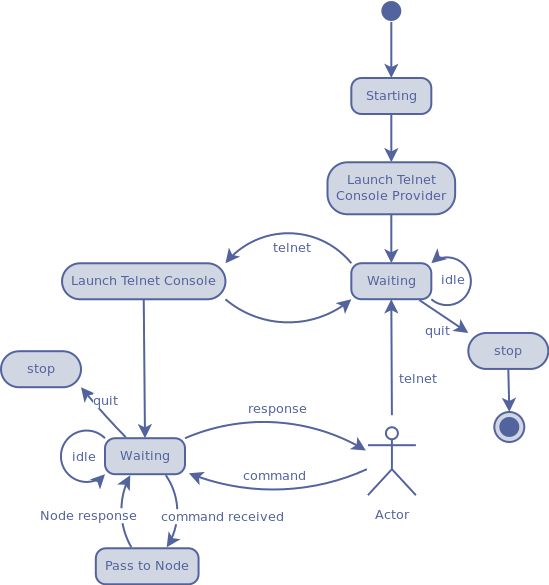 Starting
Launch Telnet
Console Provider
telnet
Launch Telnet Console
Waiting
idle
quit
stop
stop
telnet
quit
response
Waiting
idle
command
Node response
command received
Actor
Pass to Node